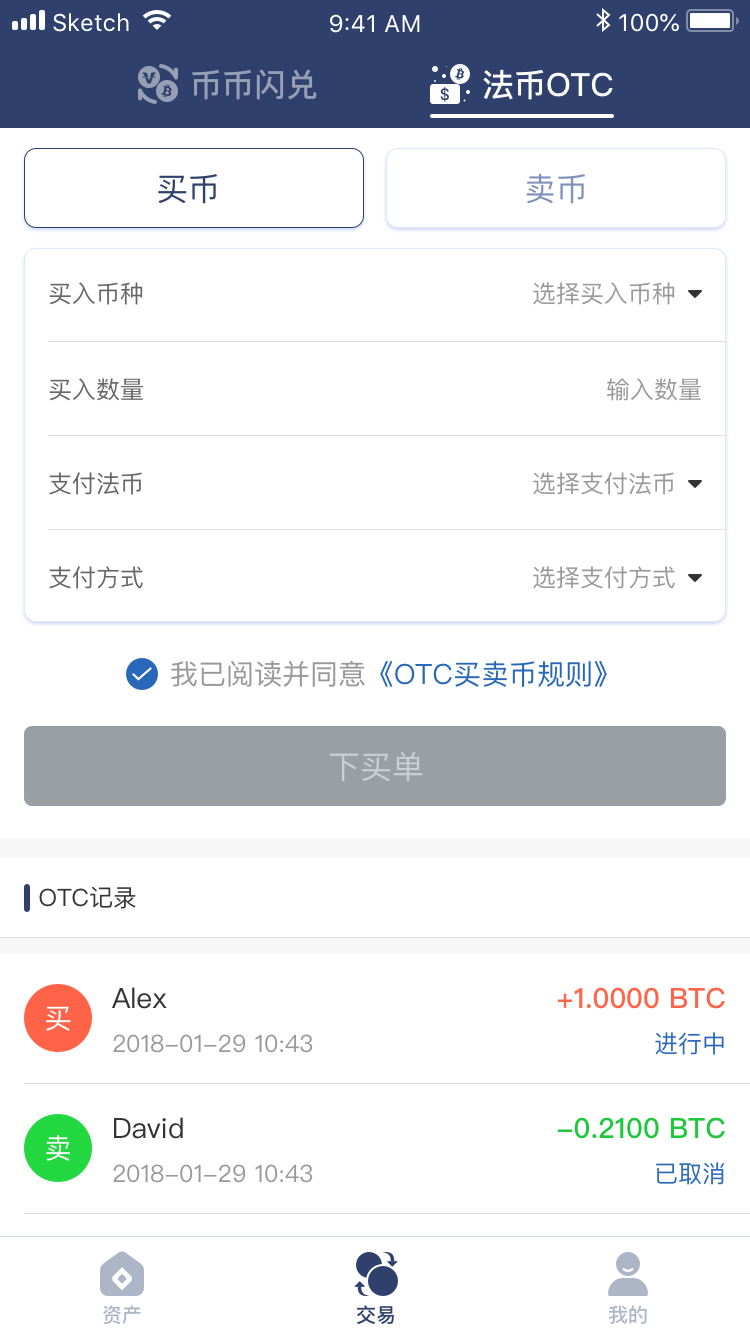 Sketch 9:41 AM 100%
币币闪兑 法币OTC
买币 卖币
买入币种 选择买入币种
买入数量 输入数量
支付法币 选择支付法币
支付方式 选择支付方式
我已阅读并同意《OTC买卖币规则》
下买单
OTC记录
买 Alex +1.0000 BTC
2018-01-29 10:43 进行中
卖 David -0.2100 BTC
2018-01-29 10:43 已取消
资产 交易 我的